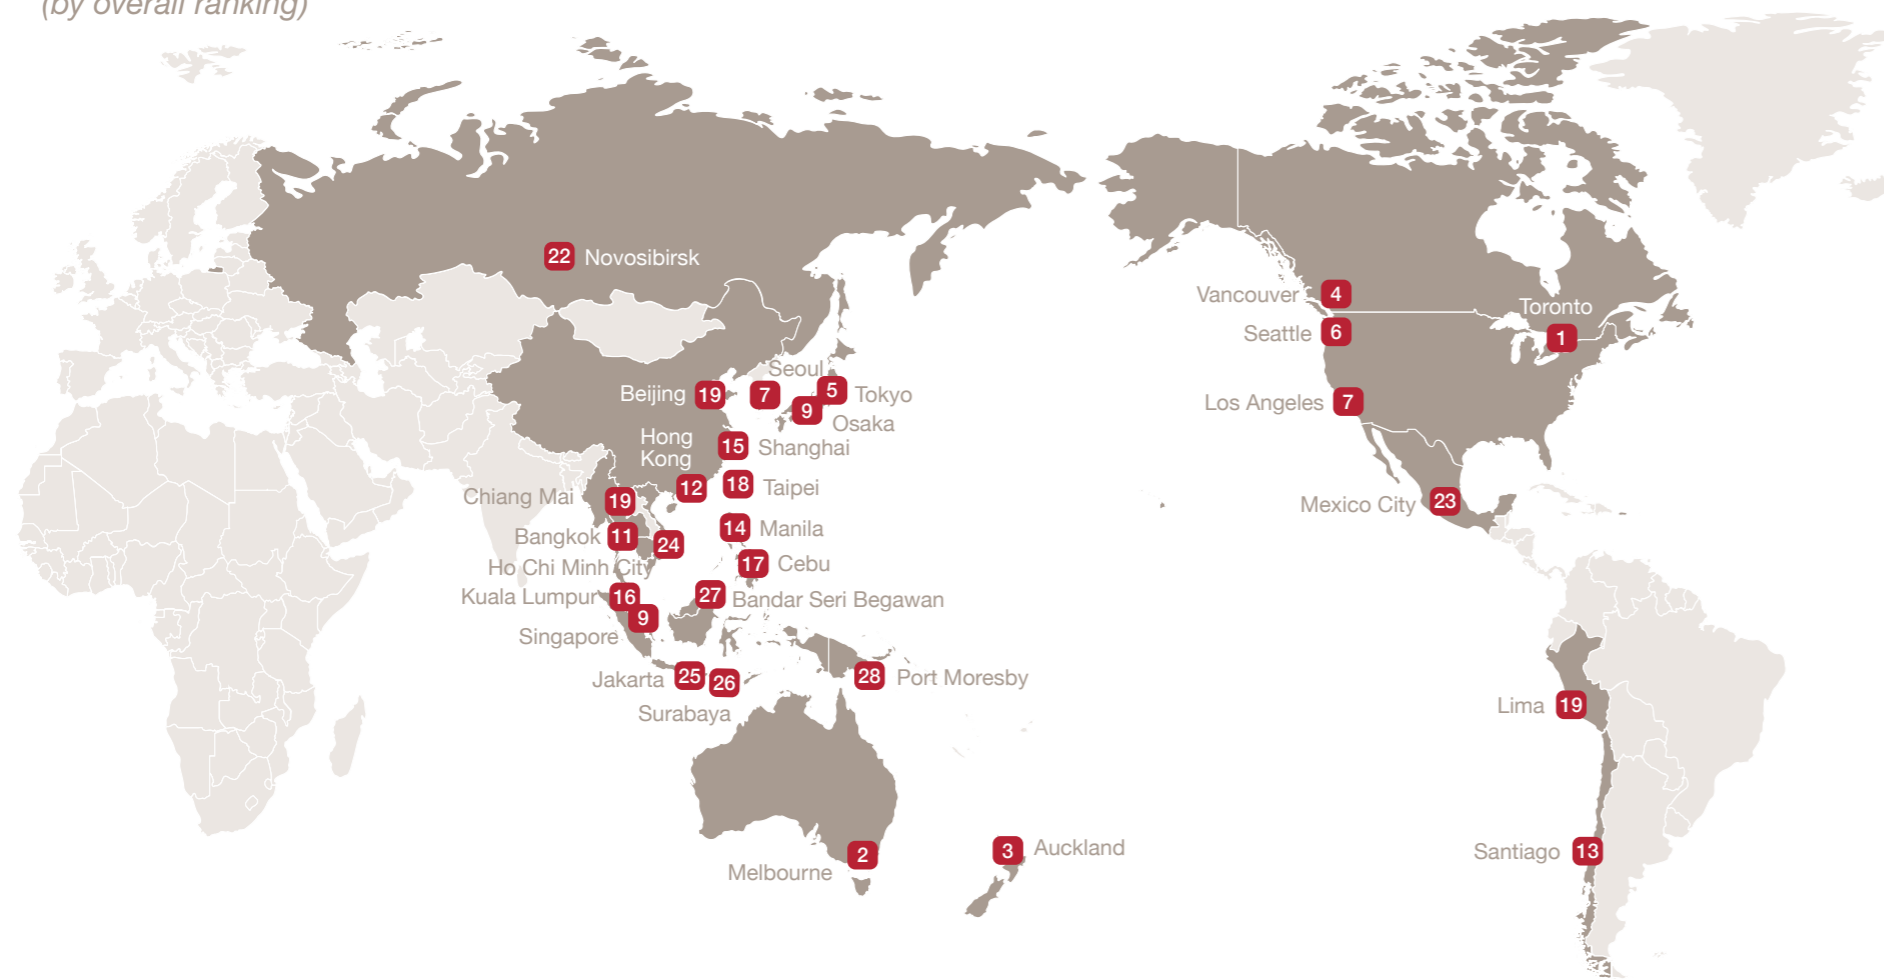 (by overall ranking)
22 Novosibirsk
Vancouver 4
Toronto
1
Seattle 6
Seoul
Beijing 19
7
5 Tokyo
9
Osaka
Los Angeles 7
Hong
Kong
15 Shanghai
12
18 Taipei
Chiang Mai 19
Mexico City 23
14 Manila
Bangkok 11
24
Ho Chi Minh City
17 Cebu
Kuala Lumpur 16
27 Bandar Seri Begawan
9
Singapore
Jakarta 25
26
Surabaya
28 Port Moresby
Lima 19
2
Melbourne
3 Auckland
Santiago 13